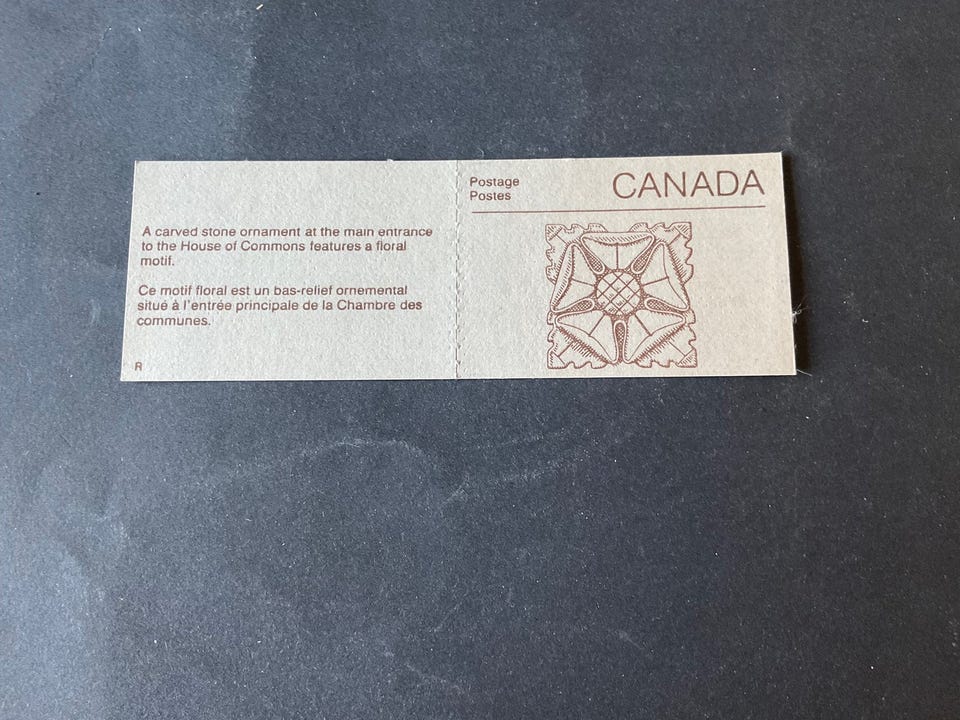 A carved stone ornament at the main entrance
to the House of Commons features a floral
motif.
Ce motif floral est un bas-relief ornemental
situé à l'entrée principale de la Chambre des
communes.
R
Postage
Postes
CANADA